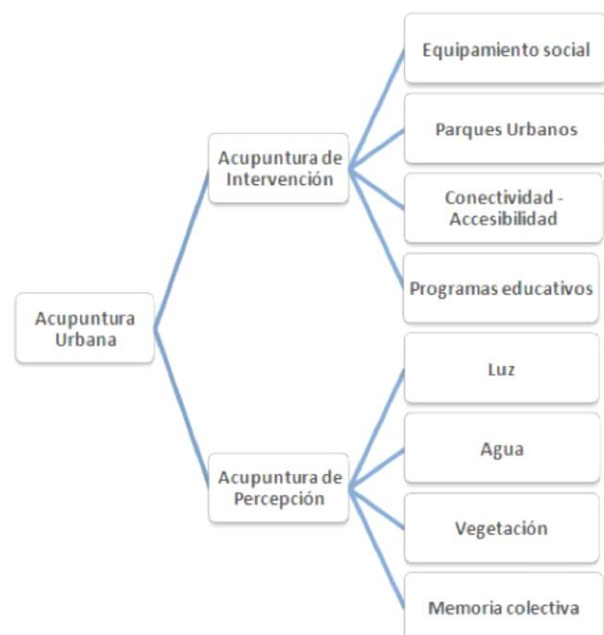 Equipamiento social
Parques Urbanos
Acupuntura de
Intervención
Conectividad -
Accesibilidad
Programas educativos
Acupuntura
Urbana
Luz
Agua
Acupuntura de
Percepción
Vegetación
Memoria colectiva